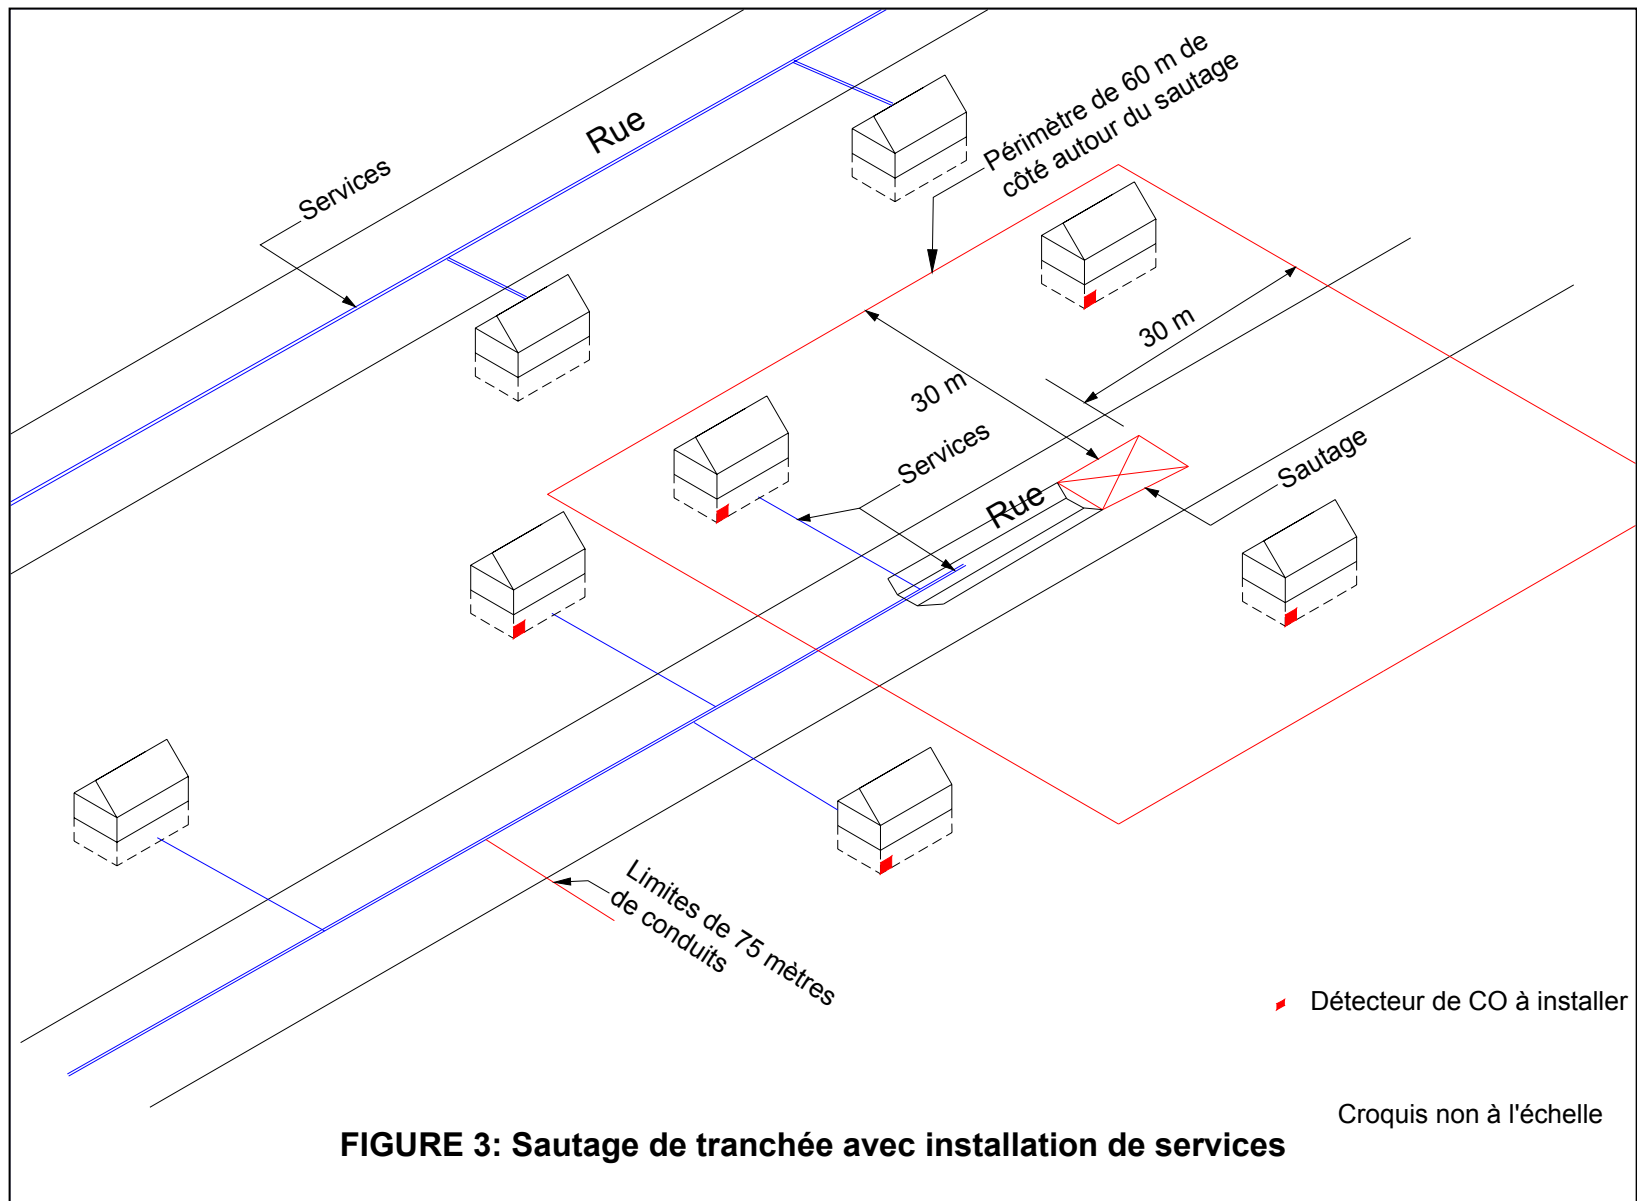 Rue
Services
Périmètre de 60 m de
côté autour du sautage
30 m
30 m
Services
Rue
Sautage
Limites de 75 mètres
de conduits
Détecteur de CO à installer
Croquis non à l'échelle
FIGURE 3: Sautage de tranchée avec installation de services